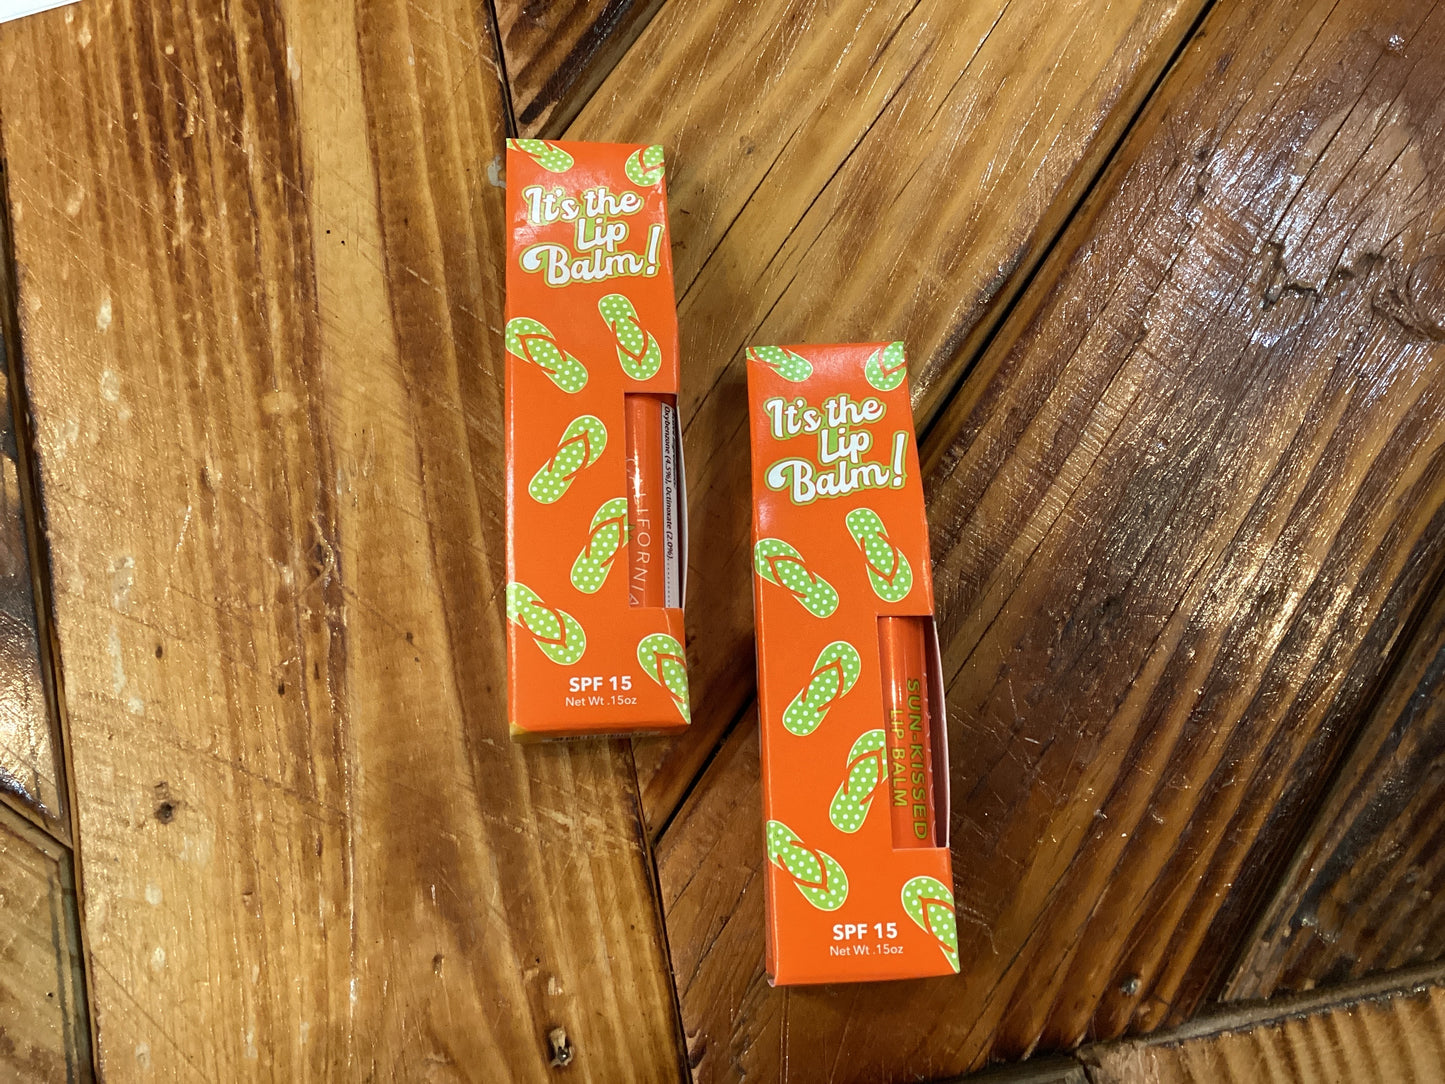 It's the
Lip
Balm!
Oxybenzone (4.5%), Octinoxate (2.0%)..........
CALIFORNIA
SPF 15
Net Wt .15oz
It's the
Lip
Balm!
SUN-KISSED
LIP BALM
SPF 15
Net Wt .15oz